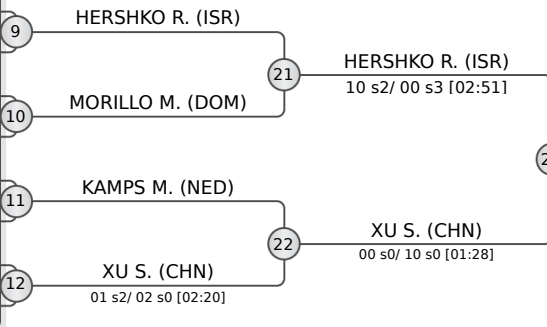 HERSHKO R. (ISR)
9
21
HERSHKO R. (ISR)
10 s2/ 00 s3 [02:51]
MORILLO M. (DOM)
10
2
KAMPS M. (NED)
11
22
XU S. (CHN)
00 s0/ 10 s0 [01:28]
XU S. (CHN)
12
01 s2/ 02 s0 [02:20]